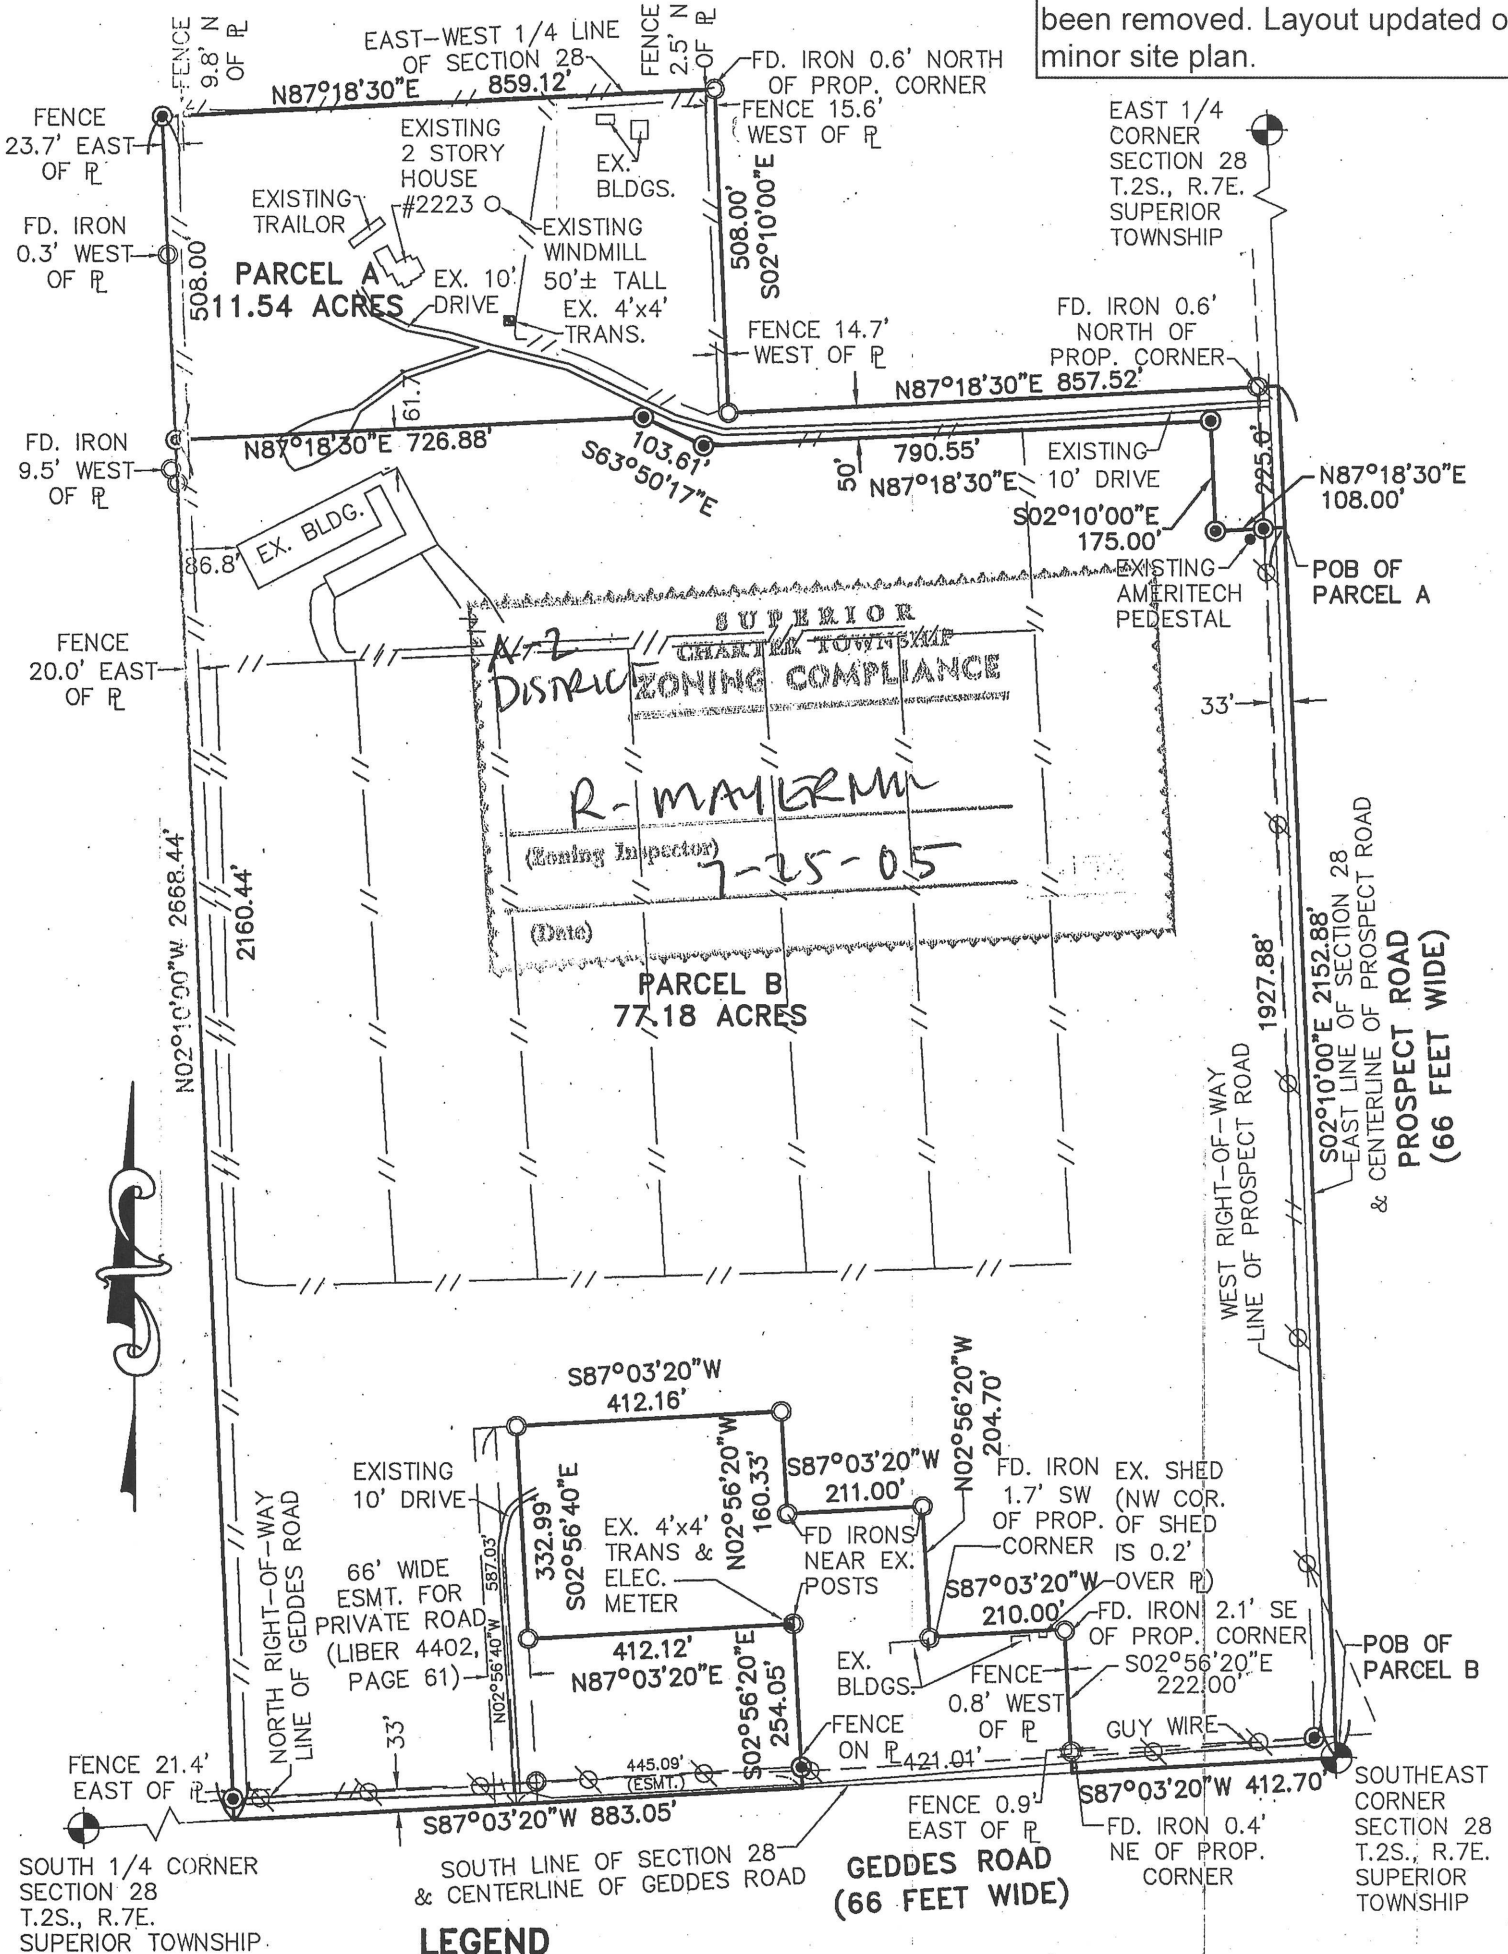 been removed. Layout updated o
minor site plan.
FENCE
9.8' N
OF PL
EAST-WEST 1/4 LINE
OF SECTION 28
N87°18'30"E 859.12'
FENCE
2.5' N
OF PL
FD. IRON 0.6' NORTH
OF PROP. CORNER
FENCE 15.6'
WEST OF PL
FENCE
23.7' EAST
OF PL
EXISTING
2 STORY
HOUSE
#2223
EX.
BLDGS.
EAST 1/4
CORNER
SECTION 28
T.2S., R.7E.
SUPERIOR
TOWNSHIP
EXISTING
TRAILOR
EXISTING
WINDMILL
50'± TALL
508.00'
S02°10'00"E
FD. IRON
0.3' WEST
OF PL
508.00
PARCEL A
11.54 ACRES
EX. 10'
DRIVE
EX. 4'x4'
TRANS.
FENCE 14.7'
WEST OF PL
FD. IRON 0.6'
NORTH OF
PROP. CORNER
N87°18'30"E 857.52'
61.7
FD. IRON
9.5' WEST
OF PL
N87°18'30"E 726.88'
103.61'
S63°50'17"E
790.55'
N87°18'30"E
50'
EXISTING
10' DRIVE
225.0'
N87°18'30"E
108.00'
S02°10'00"E
175.00'
EX. BLDG.
86.8'
EXISTING
AMERITECH
PEDESTAL
POB OF
PARCEL A
FENCE
20.0' EAST
OF PL
SUPERIOR
CHARTER TOWNSHIP
ZONING COMPLIANCE
A-2
DISTRICT
33'
(Zoning Inspector)
7-25-05
(Date)
PARCEL B
77.18 ACRES
N02°10'00"W 2668.44'
2160.44'
1927.88'
S02°10'00"E 2152.88'
EAST LINE OF SECTION 28
& CENTERLINE OF PROSPECT ROAD
PROSPECT ROAD
(66 FEET WIDE)
WEST RIGHT-OF-WAY
LINE OF PROSPECT ROAD
S87°03'20"W
412.16'
N02°56'20"W
160.33'
S87°03'20"W
211.00'
N02°56'20"W
204.70'
EXISTING
10' DRIVE
332.99'
S02°56'40"E
EX. 4'x4'
TRANS &
ELEC.
METER
FD IRONS
NEAR EX.
POSTS
FD. IRON
1.7' SW
OF PROP.
CORNER
EX. SHED
(NW COR.
OF SHED
IS 0.2'
OVER PL)
S87°03'20"W
210.00'
66' WIDE
ESMT. FOR
PRIVATE ROAD
(LIBER 4402,
PAGE 61)
587.03'
N02°56'40"W
412.12'
N87°03'20"E
S02°56'20"E
254.05'
EX.
BLDGS.
FD. IRON 2.1' SE
OF PROP. CORNER
FENCE
0.8' WEST
OF PL
S02°56'20"E
222.00'
POB OF
PARCEL B
NORTH RIGHT-OF-WAY
LINE OF GEDDES ROAD
33'
FENCE 21.4'
EAST OF PL
445.09'
(ESMT.)
FENCE
ON PL
421.01'
GUY WIRE
S87°03'20"W 883.05'
S87°03'20"W 412.70'
FENCE 0.9'
EAST OF PL
FD. IRON 0.4'
NE OF PROP.
CORNER
SOUTHEAST
CORNER
SECTION 28
T.2S., R.7E.
SUPERIOR
TOWNSHIP
SOUTH 1/4 CORNER
SECTION 28
T.2S., R.7E.
SUPERIOR TOWNSHIP
SOUTH LINE OF SECTION 28
& CENTERLINE OF GEDDES ROAD
GEDDES ROAD
(66 FEET WIDE)
LEGEND